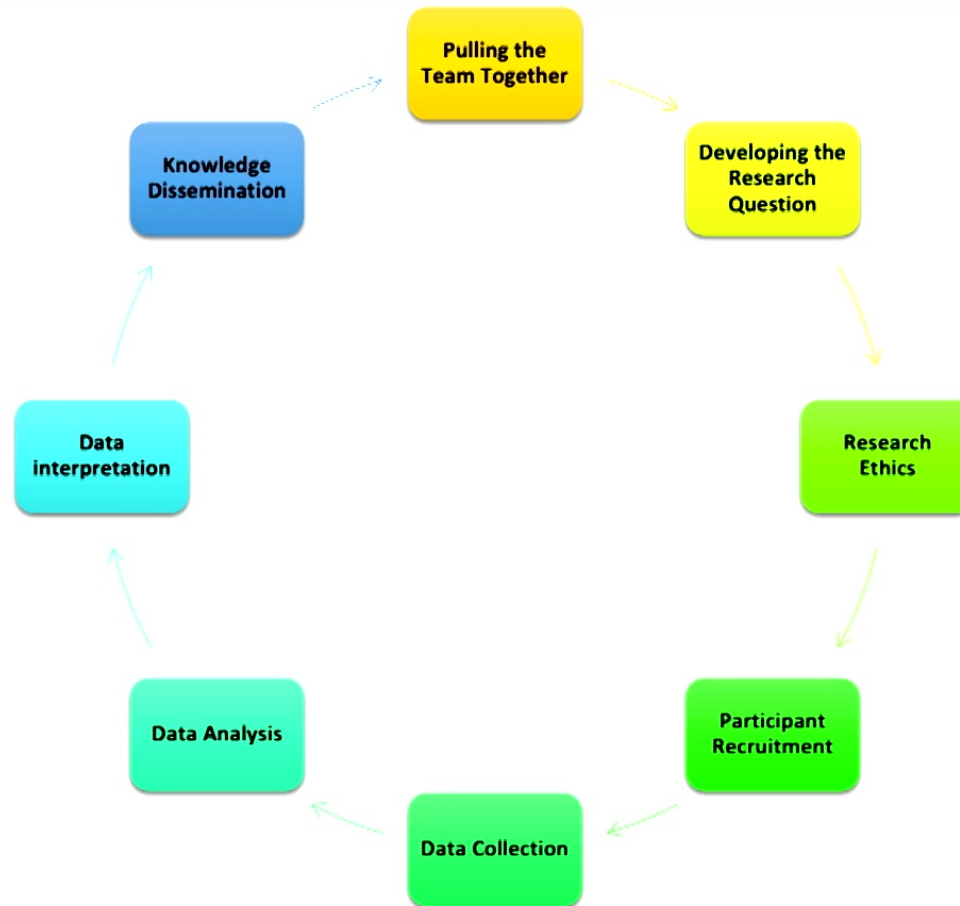 Pulling the
Team Together
Developing the
Research
Question
Research
Ethics
Participant
Recruitment
Data Collection
Data Analysis
Data
interpretation
Knowledge
Dissemination